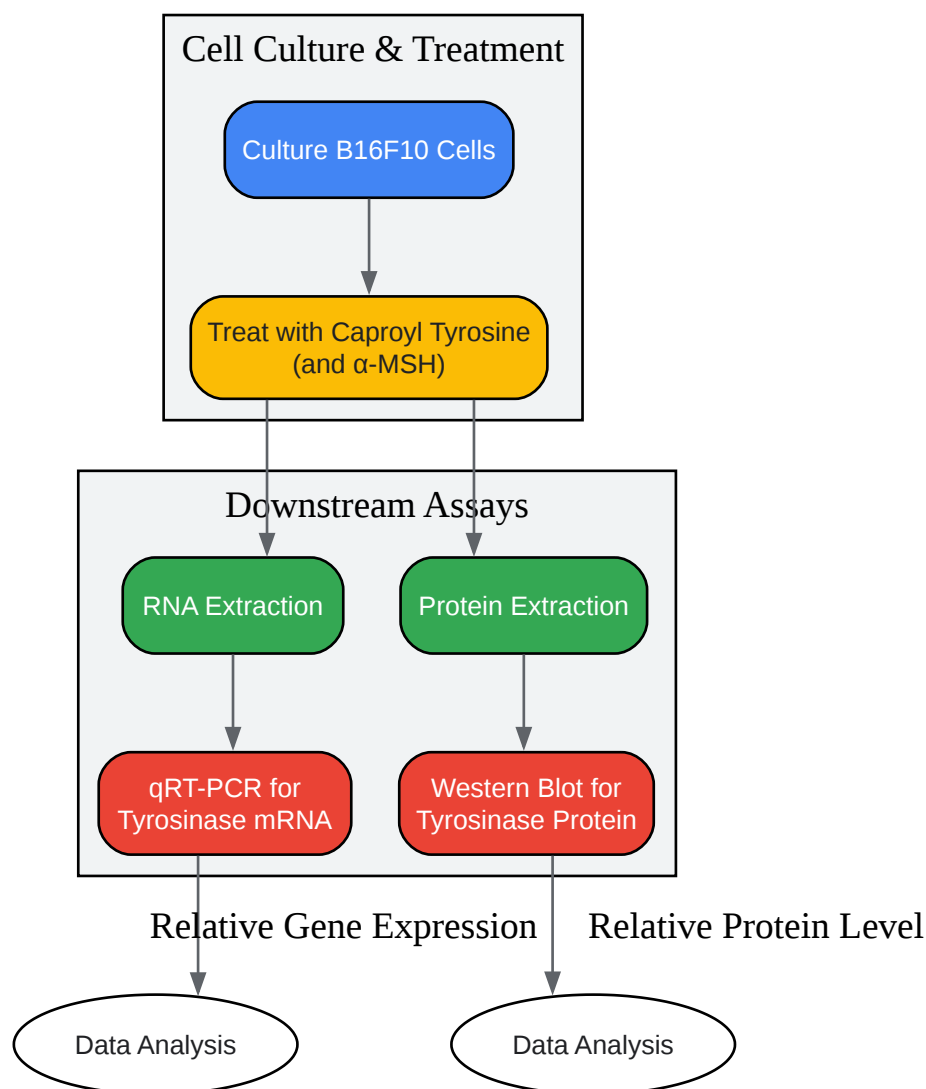 Cell Culture & Treatment
Culture B16F10 Cells
Treat with Caproyl Tyrosine
(and α-MSH)
Downstream Assays
RNA Extraction
Protein Extraction
qRT-PCR for
Tyrosinase mRNA
Western Blot for
Tyrosinase Protein
Relative Gene Expression
Relative Protein Level
Data Analysis
Data Analysis